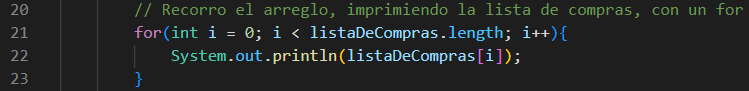 20 // Recorro el arreglo, imprimiendo la lista de compras, con un for
21 for(int i = 0; i < listaDeCompras.length; i++){
22 System.out.println(listaDeCompras[i]);
23 }